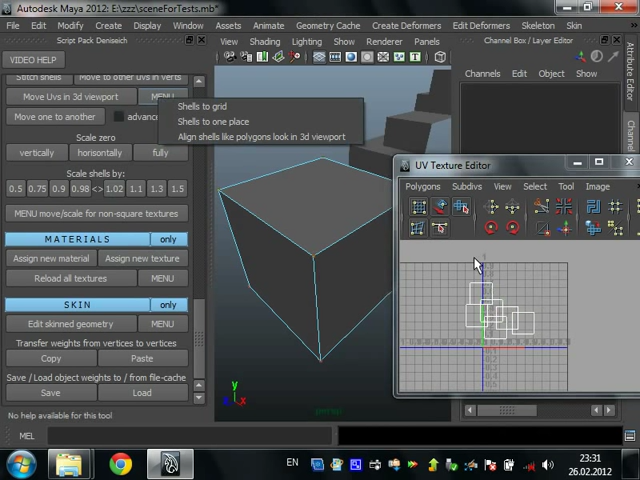 Autodesk Maya 2012: E:\zzz\sceneForTests.mb*
File Edit Modify Create Display Window Assets Animate Geometry Cache Create Deformers Edit Deformers Skeleton Skin
Script Pack Deniseich
View Shading Lighting Show Renderer Panels
Channel Box / Layer Editor
VIDEO HELP
Channels Edit Object Show
Attribute Editor
Channel
Stitch shells Move to other Uvs in verts
Move Uvs in 3d viewport MENU
Shells to grid
Shells to one place
Align shells like polygons look in 3d viewport
Move one to another advance
Scale zero
vertically horisontally fully
Scale shells by:
0.5 0.75 0.9 0.98 <> 1.02 1.1 1.3 1.5
MENU move/scale for non-square textures
MATERIALS only
Assign new material Assign new texture
Reload all textures MENU
SKIN only
Edit skinned geometry MENU
Transfer weights from vertices to vertices
Copy Paste
Save / Load object weights to / from file-cache
Save Load
No help available for this tool
UV Texture Editor
Polygons Subdivs View Select Tool Image
y
x
persp
MEL
EN
23:31
26.02.2012